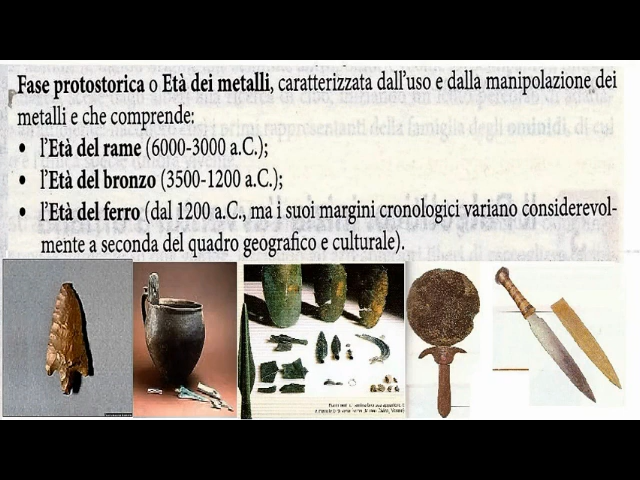 Fase protostorica o Età dei metalli, caratterizzata dall'uso e dalla manipolazione dei
metalli e che comprende:
• l'Età del rame (6000-3000 a.C.);
• l'Età del bronzo (3500-1200 a.C.);
• l'Età del ferro (dal 1200 a.C., ma i suoi margini cronologici variano considerevol-
mente a seconda del quadro geografico e culturale).